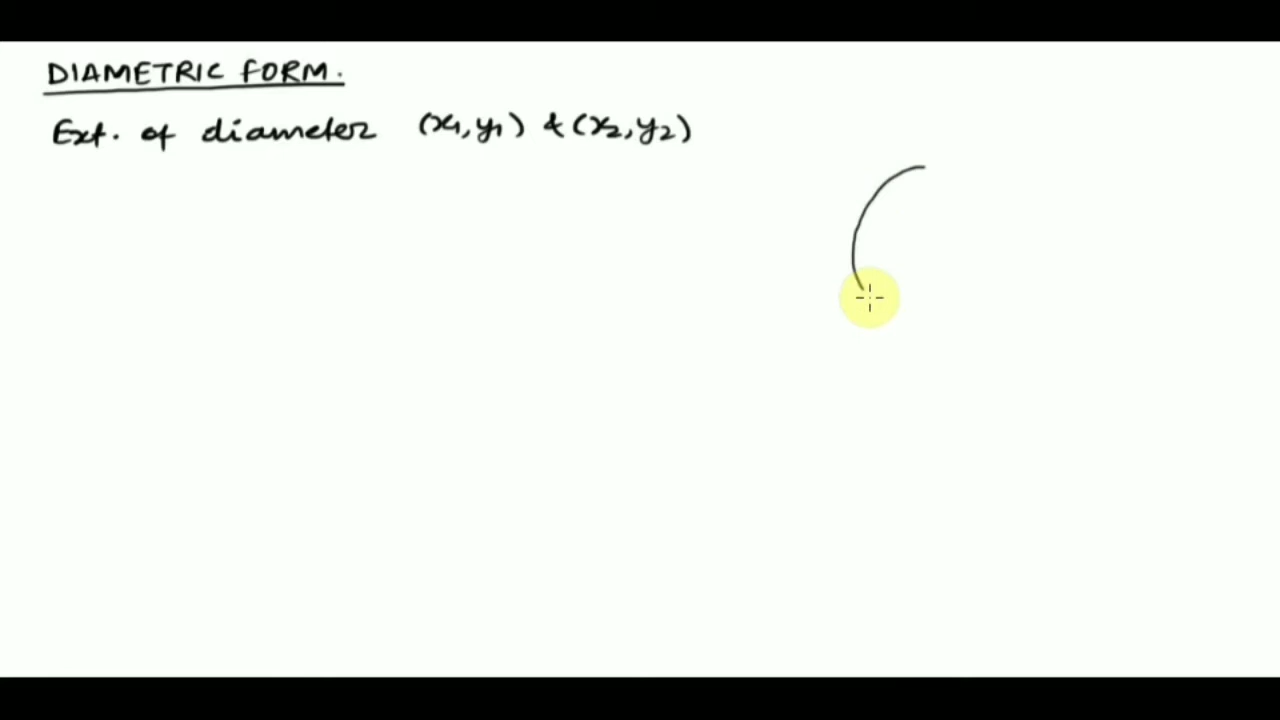 DIAMETRIC FORM.
Ext. of diameter (x1,y1) & (x2,y2)